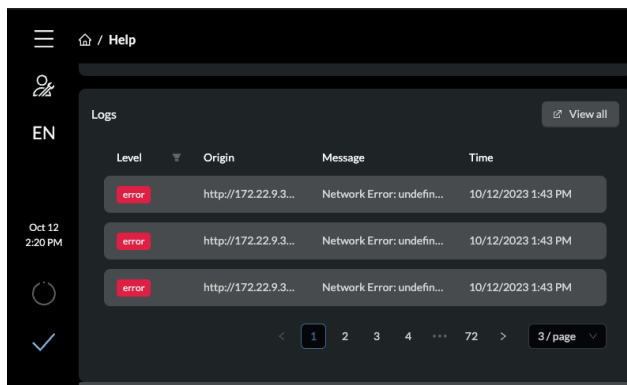 / Help
Logs
View all
EN
Level Origin Message Time
error http://172.22.9.3... Network Error: undefin... 10/12/2023 1:43 PM
error http://172.22.9.3... Network Error: undefin... 10/12/2023 1:43 PM
error http://172.22.9.3... Network Error: undefin... 10/12/2023 1:43 PM
Oct 12
2:20 PM
< 1 2 3 4 ••• 72 > 3 / page